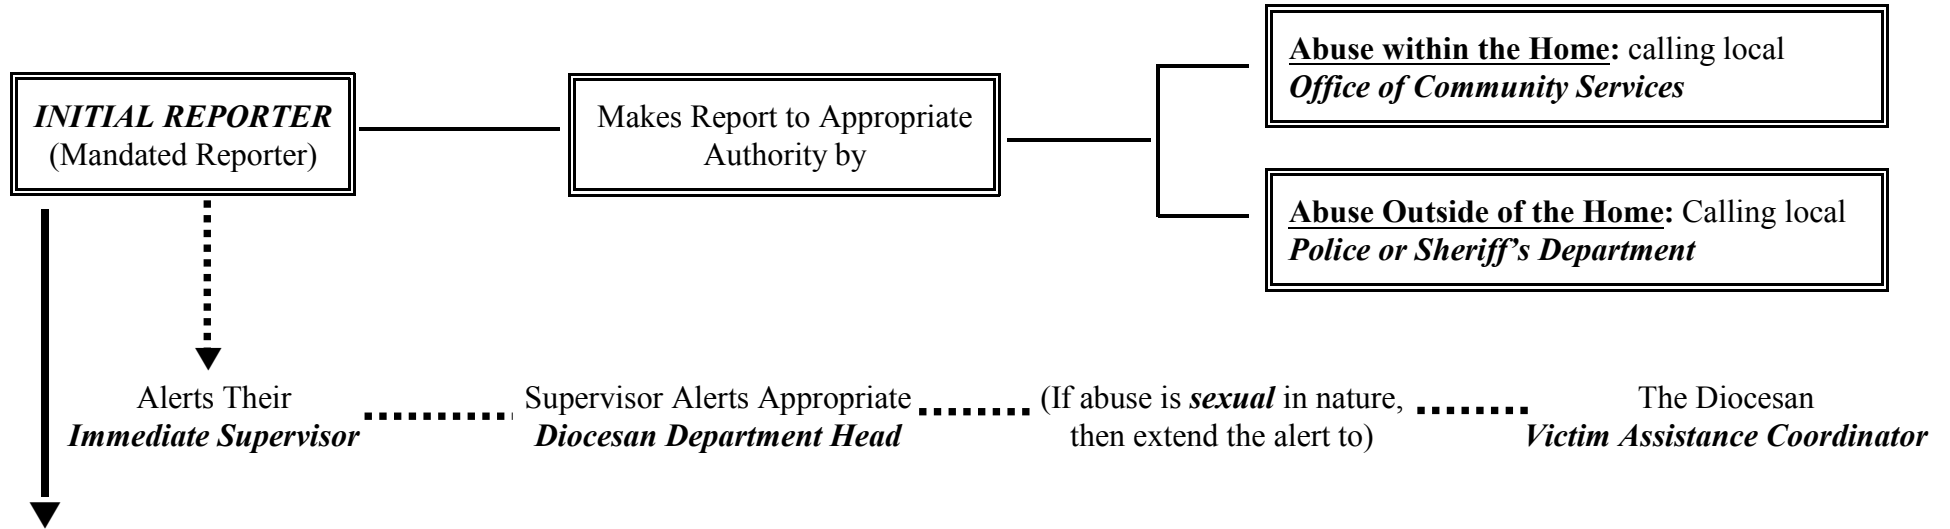 INITIAL REPORTER
(Mandated Reporter)
Makes Report to Appropriate
Authority by
Abuse within the Home: calling local
Office of Community Services
Abuse Outside of the Home: Calling local
Police or Sheriff's Department
Alerts Their
Immediate Supervisor
Supervisor Alerts Appropriate
Diocesan Department Head
(If abuse is sexual in nature,
then extend the alert to)
The Diocesan
Victim Assistance Coordinator